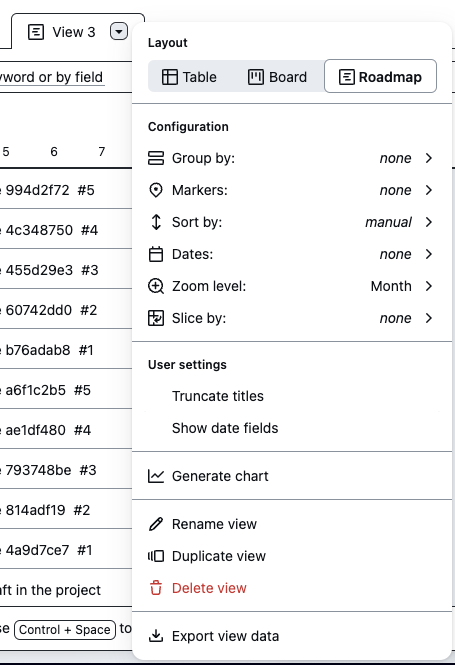 View 3
yword or by field
5 6 7
994d2f72 #5
4c348750 #4
455d29e3 #3
60742dd0 #2
b76adab8 #1
a6f1c2b5 #5
ae1df480 #4
793748be #3
814adf19 #2
4a9d7ce7 #1
aft in the project
se Control + Space to
Layout
Table Board Roadmap
Configuration
Group by: none
Markers: none
Sort by: manual
Dates: none
Zoom level: Month
Slice by: none
User settings
Truncate titles
Show date fields
Generate chart
Rename view
Duplicate view
Delete view
Export view data